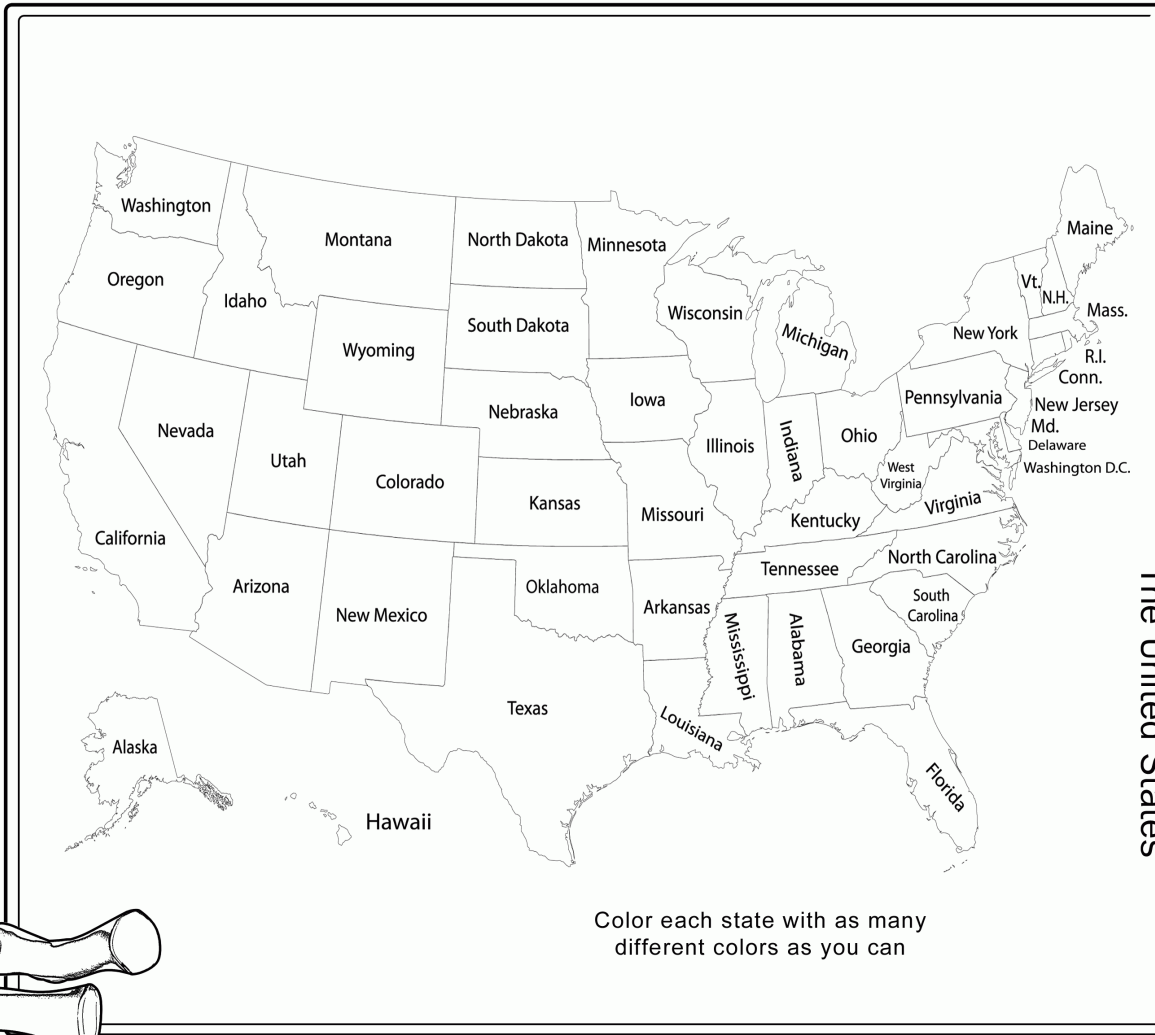 Washington
Montana
North Dakota
Minnesota
Maine
Oregon
Idaho
Vt.
N.H.
Mass.
Wisconsin
South Dakota
New York
Michigan
Wyoming
R.I.
Conn.
Pennsylvania
New Jersey
Md.
Delaware
Washington D.C.
Nebraska
Iowa
Nevada
Ohio
Illinois
Indiana
Utah
Colorado
West
Virginia
Kansas
Virginia
Missouri
Kentucky
California
North Carolina
Tennessee
Arizona
Oklahoma
South
Carolina
Arkansas
New Mexico
Mississippi
Alabama
Georgia
Texas
Louisiana
Alaska
Florida
Hawaii
The United States
Color each state with as many
different colors as you can